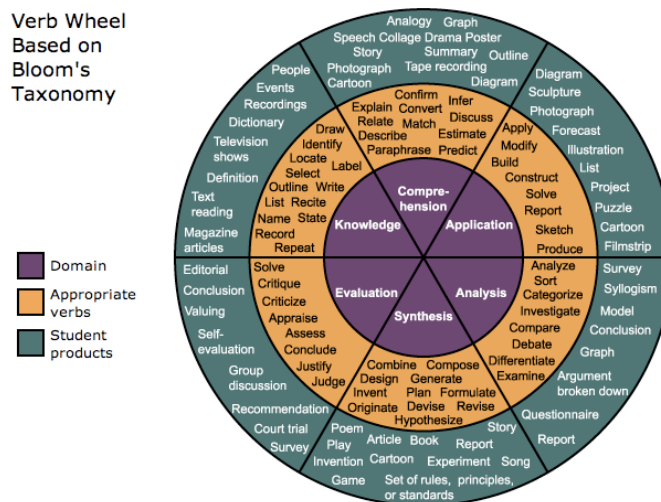 Verb Wheel
Based on
Bloom's
Taxonomy
Domain
Appropriate
verbs
Student
products
Compre-
hension
Application
Analysis
Synthesis
Evaluation
Knowledge
Confirm
Infer
Explain
Convert
Discuss
Relate
Match
Describe
Estimate
Paraphrase
Predict
Apply
Modify
Build
Construct
Solve
Report
Sketch
Produce
Analyze
Sort
Categorize
Investigate
Compare
Debate
Differentiate
Examine
Combine
Compose
Design
Generate
Invent
Plan
Formulate
Originate
Devise
Revise
Hypothesize
Solve
Critique
Criticize
Appraise
Assess
Conclude
Justify
Judge
Draw
Identify
Locate
Label
Select
Outline Write
List Recite
Name State
Record
Repeat
Analogy Graph
Speech Collage Drama Poster
Story
Summary
Outline
Photograph
Tape recording
Cartoon
Diagram
Diagram
Sculpture
Photograph
Forecast
Illustration
List
Project
Puzzle
Cartoon
Filmstrip
Survey
Syllogism
Model
Conclusion
Graph
Argument
broken down
Questionnaire
Report
Poem
Story
Play
Article
Book
Report
Invention
Cartoon
Experiment
Song
Game
Set of rules, principles,
or standards
Editorial
Conclusion
Valuing
Self-
evaluation
Group
discussion
Recommendation
Court trial
Survey
People
Events
Recordings
Dictionary
Television
shows
Definition
Text
reading
Magazine
articles